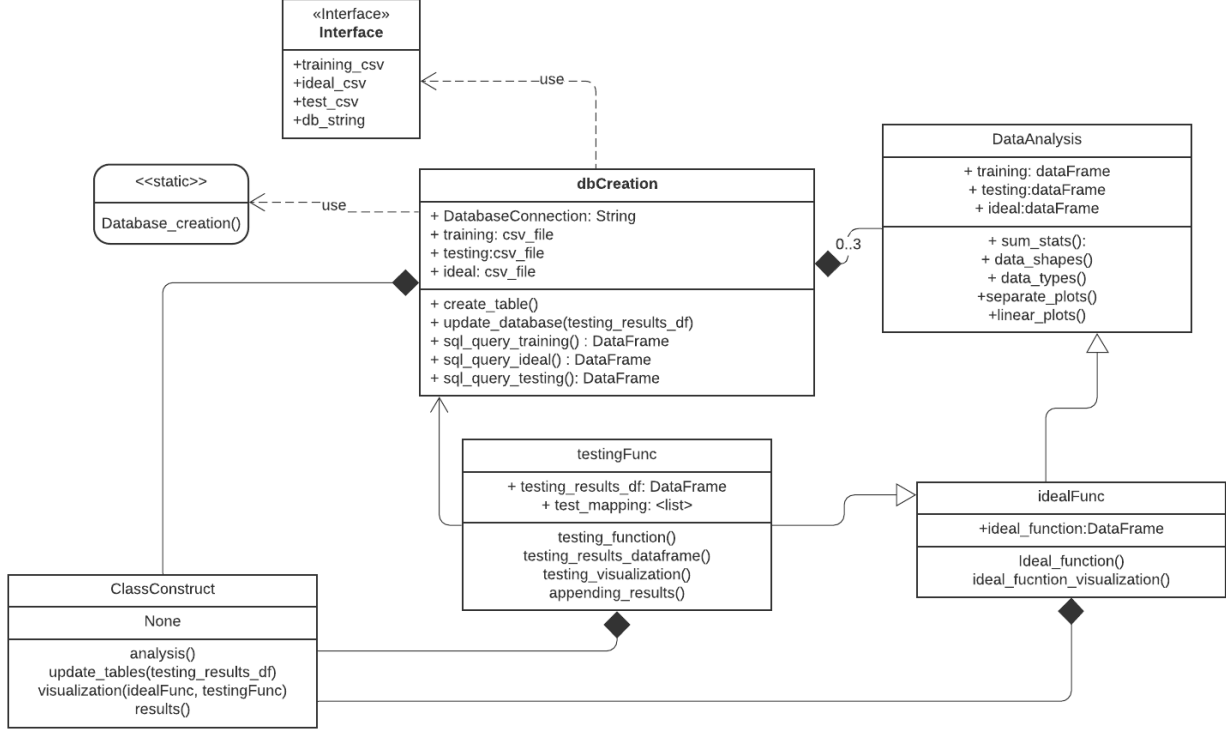 «Interface»
Interface
+training_csv
+ideal_csv
+test_csv
+db_string
use
<<static>>
Database_creation()
use
dbCreation
+ DatabaseConnection: String
+ training: csv_file
+ testing:csv_file
+ ideal: csv_file
+ create_table()
+ update_database(testing_results_df)
+ sql_query_training() : DataFrame
+ sql_query_ideal() : DataFrame
+ sql_query_testing(): DataFrame
0..3
DataAnalysis
+ training: dataFrame
+ testing:dataFrame
+ ideal:dataFrame
+ sum_stats():
+ data_shapes()
+ data_types()
+separate_plots()
+linear_plots()
testingFunc
+ testing_results_df: DataFrame
+ test_mapping: <list>
testing_function()
testing_results_dataframe()
testing_visualization()
appending_results()
idealFunc
+ideal_function:DataFrame
Ideal_function()
ideal_fucntion_visualization()
ClassConstruct
None
analysis()
update_tables(testing_results_df)
visualization(idealFunc, testingFunc)
results()